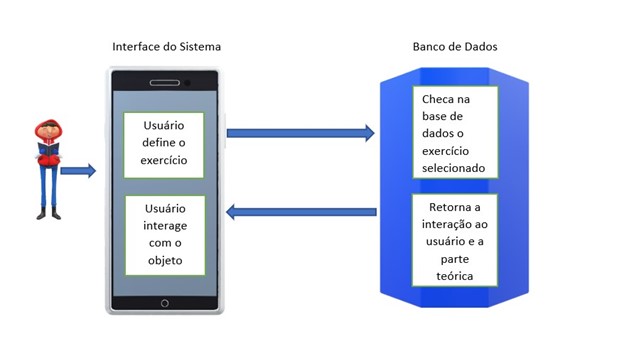 Interface do Sistema
Banco de Dados
Usuário
define o
exercício
Usuário
interage
com o
objeto
Checa na
base de
dados o
exercício
selecionado
Retorna a
interação ao
usuário e a
parte
teórica